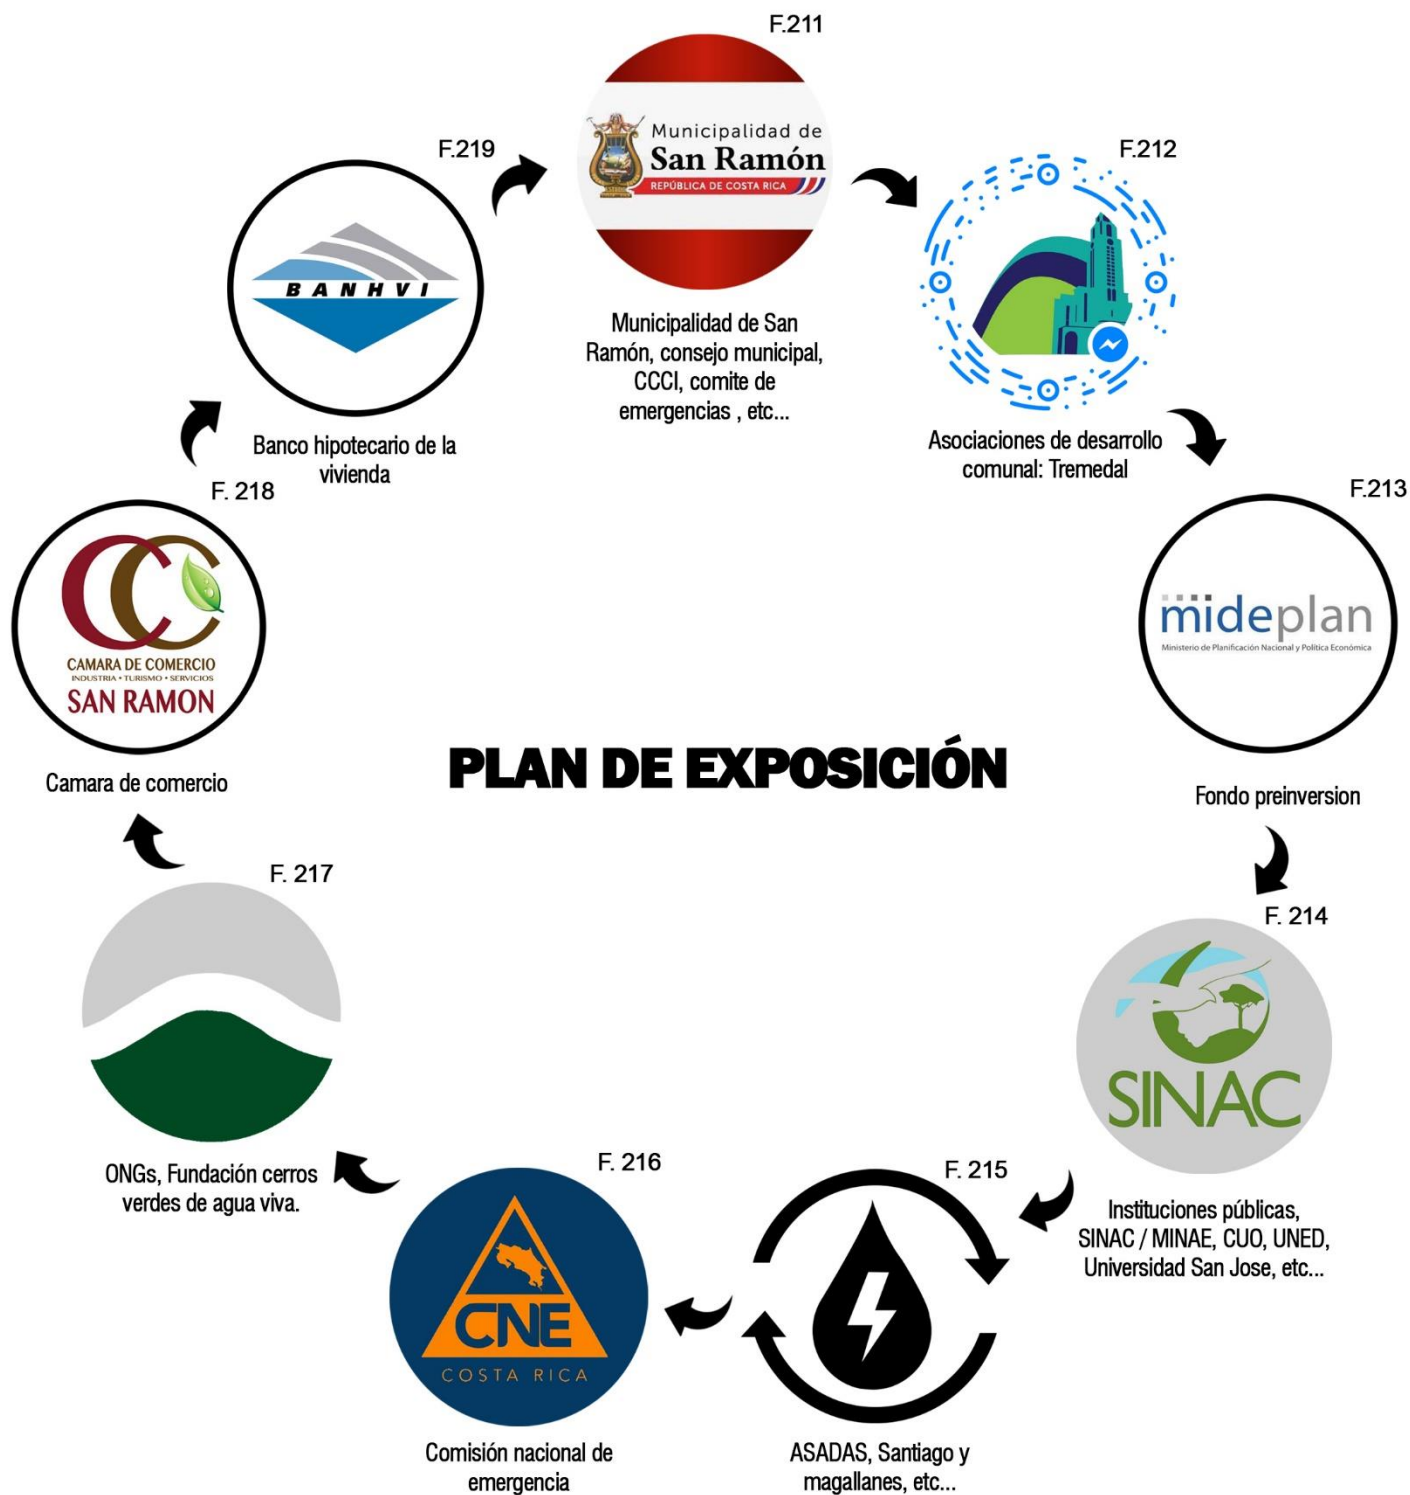 F.211
Municipalidad de
San Ramón
REPÚBLICA DE COSTA RICA
Municipalidad de San
Ramón, consejo municipal,
CCCI, comite de
emergencias , etc...
F.212
Asociaciones de desarrollo
comunal: Tremedal
F.213
mideplan
Ministerio de Planificación Nacional y Política Económica
Fondo preinversion
F. 214
SINAC
Instituciones públicas,
SINAC / MINAE, CUO, UNED,
Universidad San Jose, etc...
F. 215
ASADAS, Santiago y
magallanes, etc...
F. 216
CNE
COSTA RICA
Comisión nacional de
emergencia
F. 217
ONGs, Fundación cerros
verdes de agua viva.
F. 218
CC
CAMARA DE COMERCIO
INDUSTRIA • TURISMO • SERVICIOS
SAN RAMON
Camara de comercio
F.219
BANHVI
Banco hipotecario de la
vivienda
PLAN DE EXPOSICIÓN